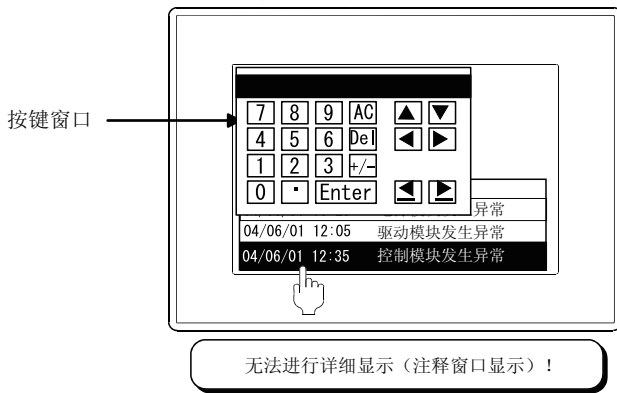 按键窗口
7 8 9 AC
4 5 6 Del
1 2 3 +/-
0 · Enter
异常
04/06/01 12:05 驱动模块发生异常
04/06/01 12:35 控制模块发生异常
无法进行详细显示（注释窗口显示）！